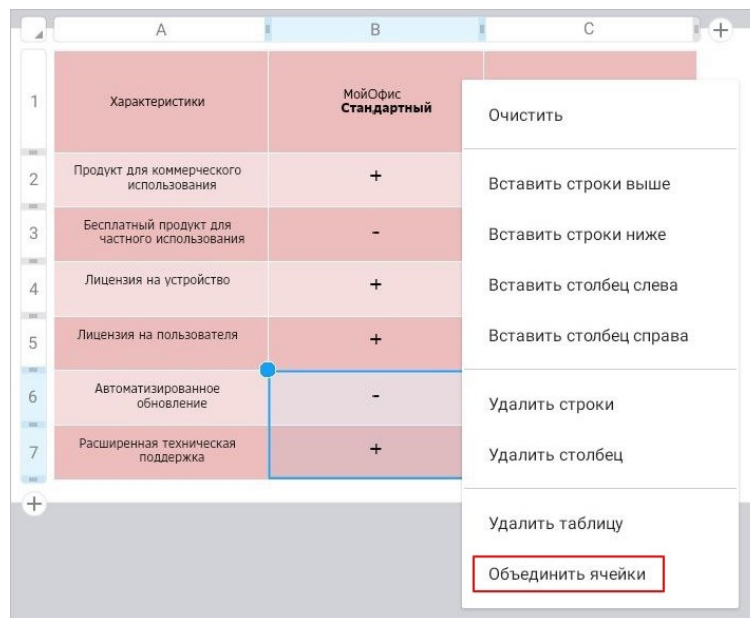 A
B
C
+
1
Характеристики
МойОфис
Стандартный
2
Продукт для коммерческого
использования
+
3
Бесплатный продукт для
частного использования
-
4
Лицензия на устройство
+
5
Лицензия на пользователя
+
6
Автоматизированное
обновление
-
7
Расширенная техническая
поддержка
+
+
Очистить
Вставить строки выше
Вставить строки ниже
Вставить столбец слева
Вставить столбец справа
Удалить строки
Удалить столбец
Удалить таблицу
Объединить ячейки